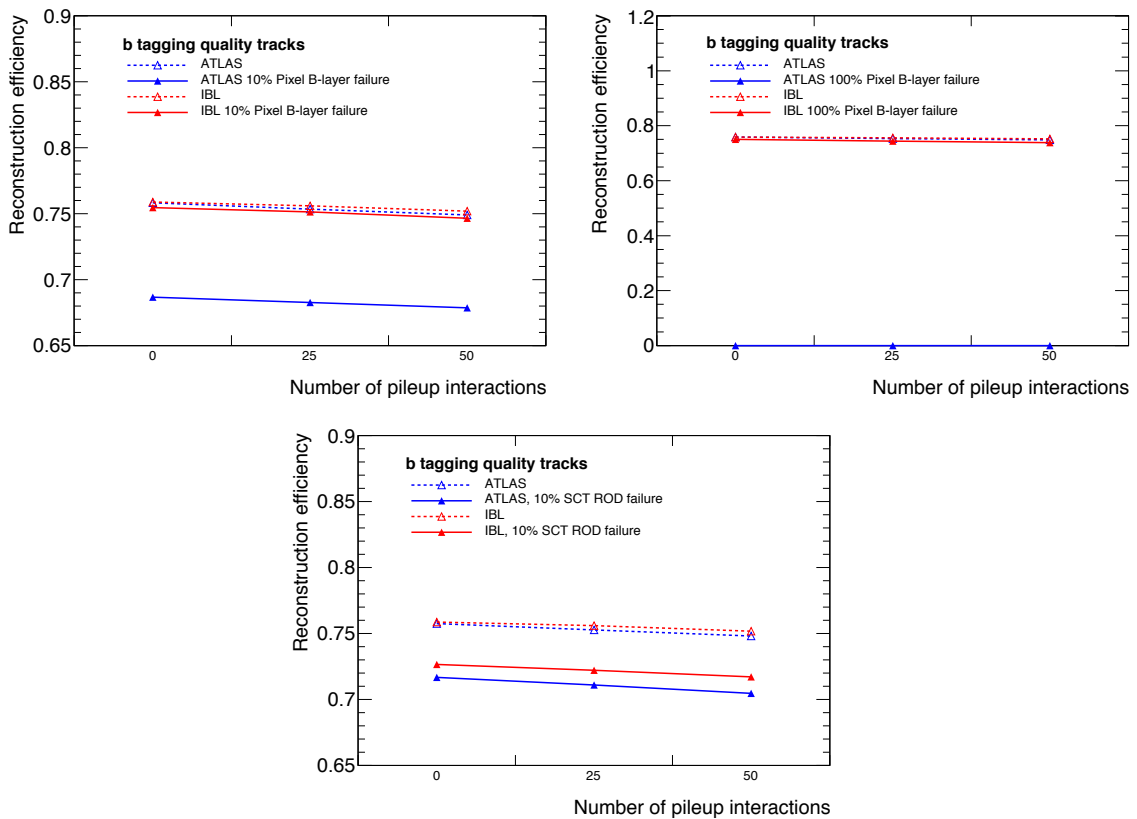 Reconstruction efficiency
0.9
0.85
0.8
0.75
0.7
0.65
b tagging quality tracks
ATLAS
ATLAS 10% Pixel B-layer failure
IBL
IBL 10% Pixel B-layer failure
0 25 50
Number of pileup interactions
Reconstruction efficiency
1.2
1
0.8
0.6
0.4
0.2
0
b tagging quality tracks
ATLAS
ATLAS 100% Pixel B-layer failure
IBL
IBL 100% Pixel B-layer failure
0 25 50
Number of pileup interactions
Reconstruction efficiency
0.9
0.85
0.8
0.75
0.7
0.65
b tagging quality tracks
ATLAS
ATLAS, 10% SCT ROD failure
IBL
IBL, 10% SCT ROD failure
0 25 50
Number of pileup interactions